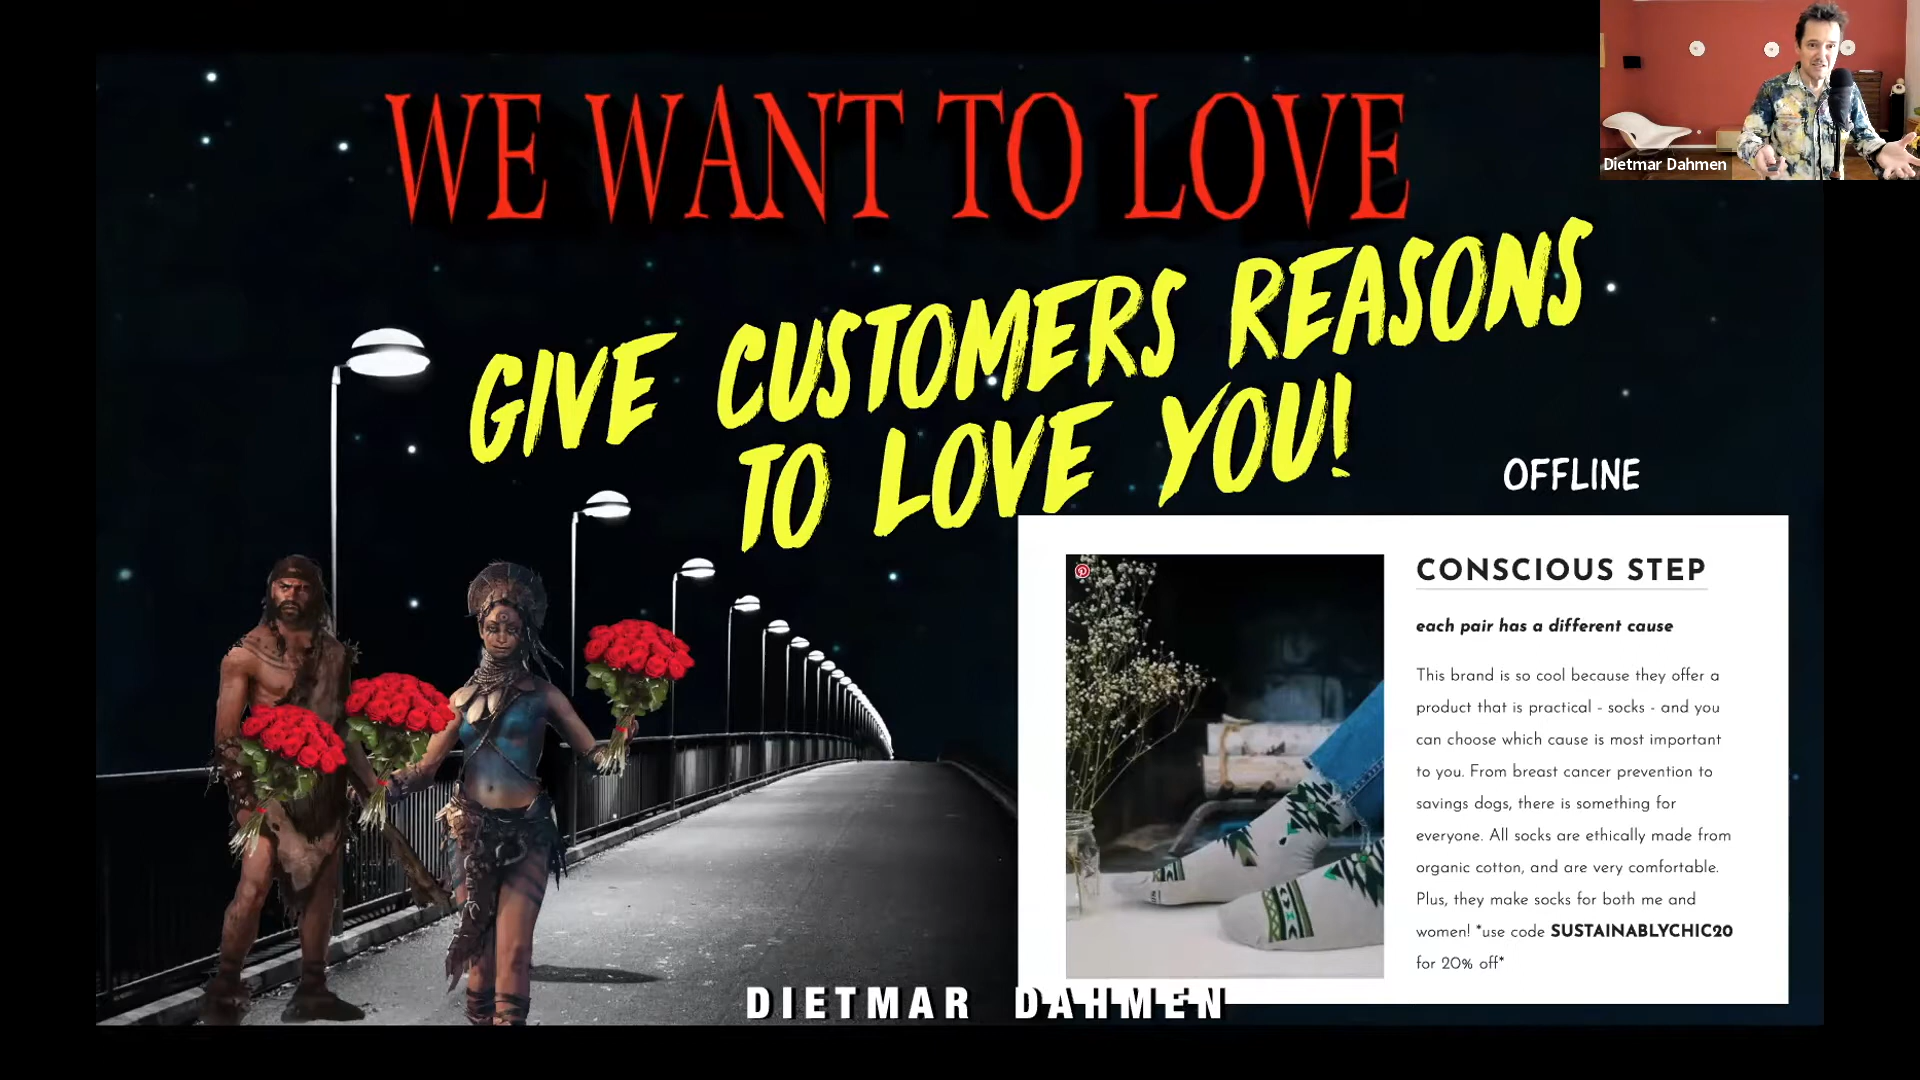 WE WANT TO LOVE
GIVE CUSTOMERS REASONS
TO LOVE YOU!
Dietmar Dahmen
OFFLINE
CONSCIOUS STEP
each pair has a different cause
This brand is so cool because they offer a
product that is practical - socks - and you
can choose which cause is most important
to you. From breast cancer prevention to
savings dogs, there is something for
everyone. All socks are ethically made from
organic cotton, and are very comfortable.
Plus, they make socks for both me and
women! *use code SUSTAINABLYCHIC20
for 20% off*
DIETMAR DAHMEN